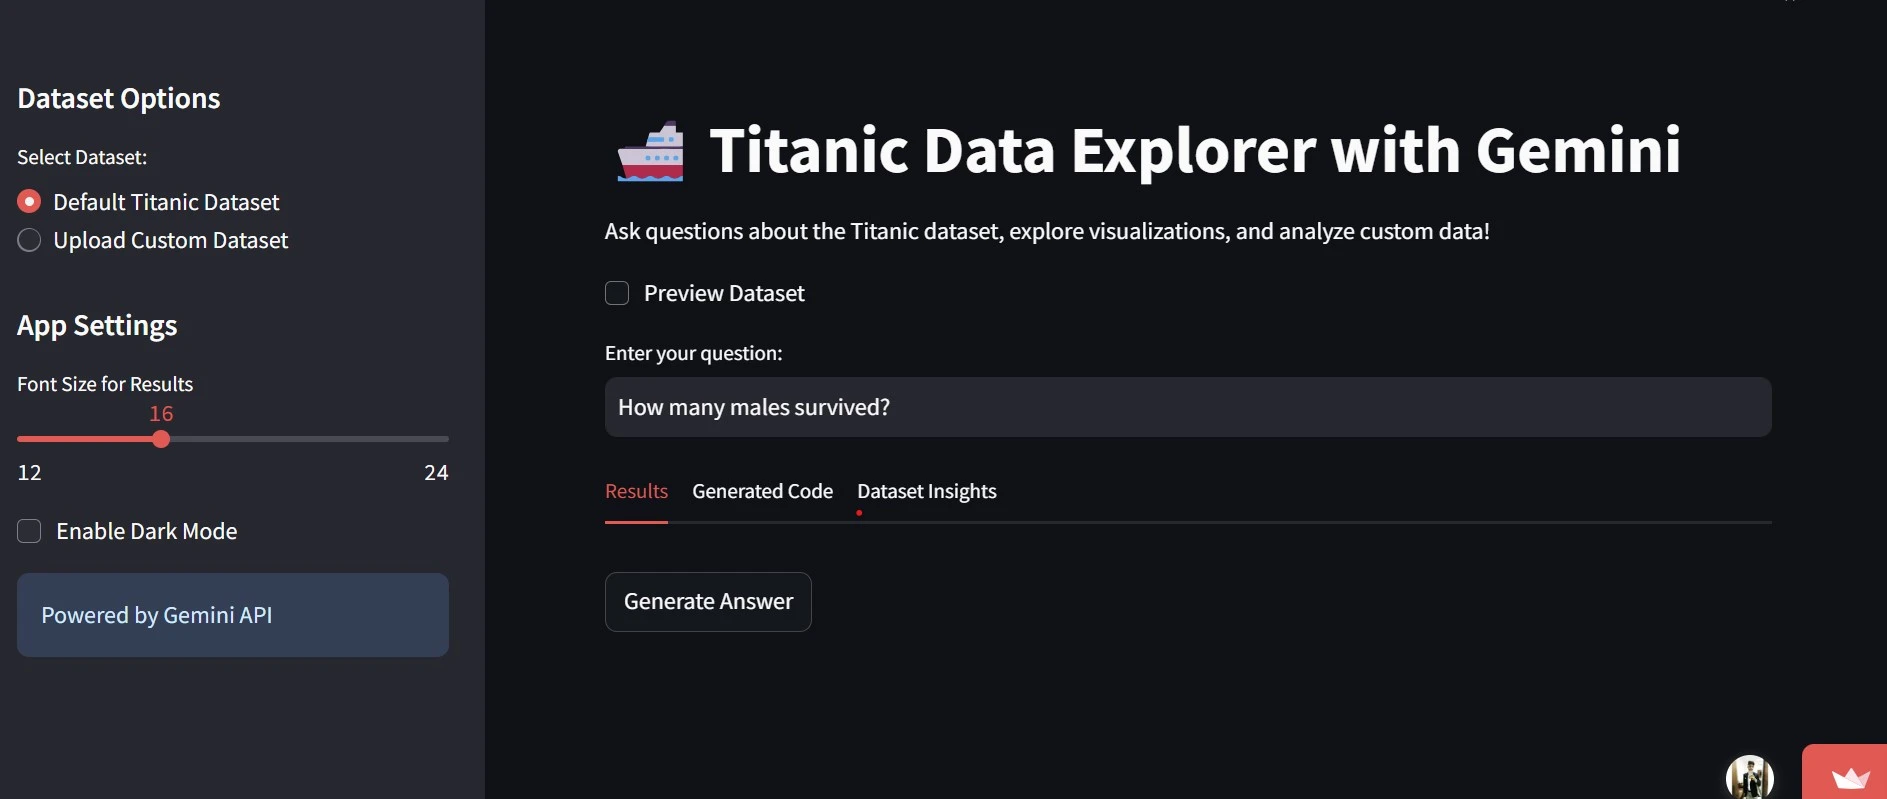 Dataset Options
Select Dataset:
Default Titanic Dataset
Upload Custom Dataset
App Settings
Font Size for Results
16
12 24
Enable Dark Mode
Powered by Gemini API
Titanic Data Explorer with Gemini
Ask questions about the Titanic dataset, explore visualizations, and analyze custom data!
Preview Dataset
Enter your question:
How many males survived?
Results Generated Code Dataset Insights
Generate Answer